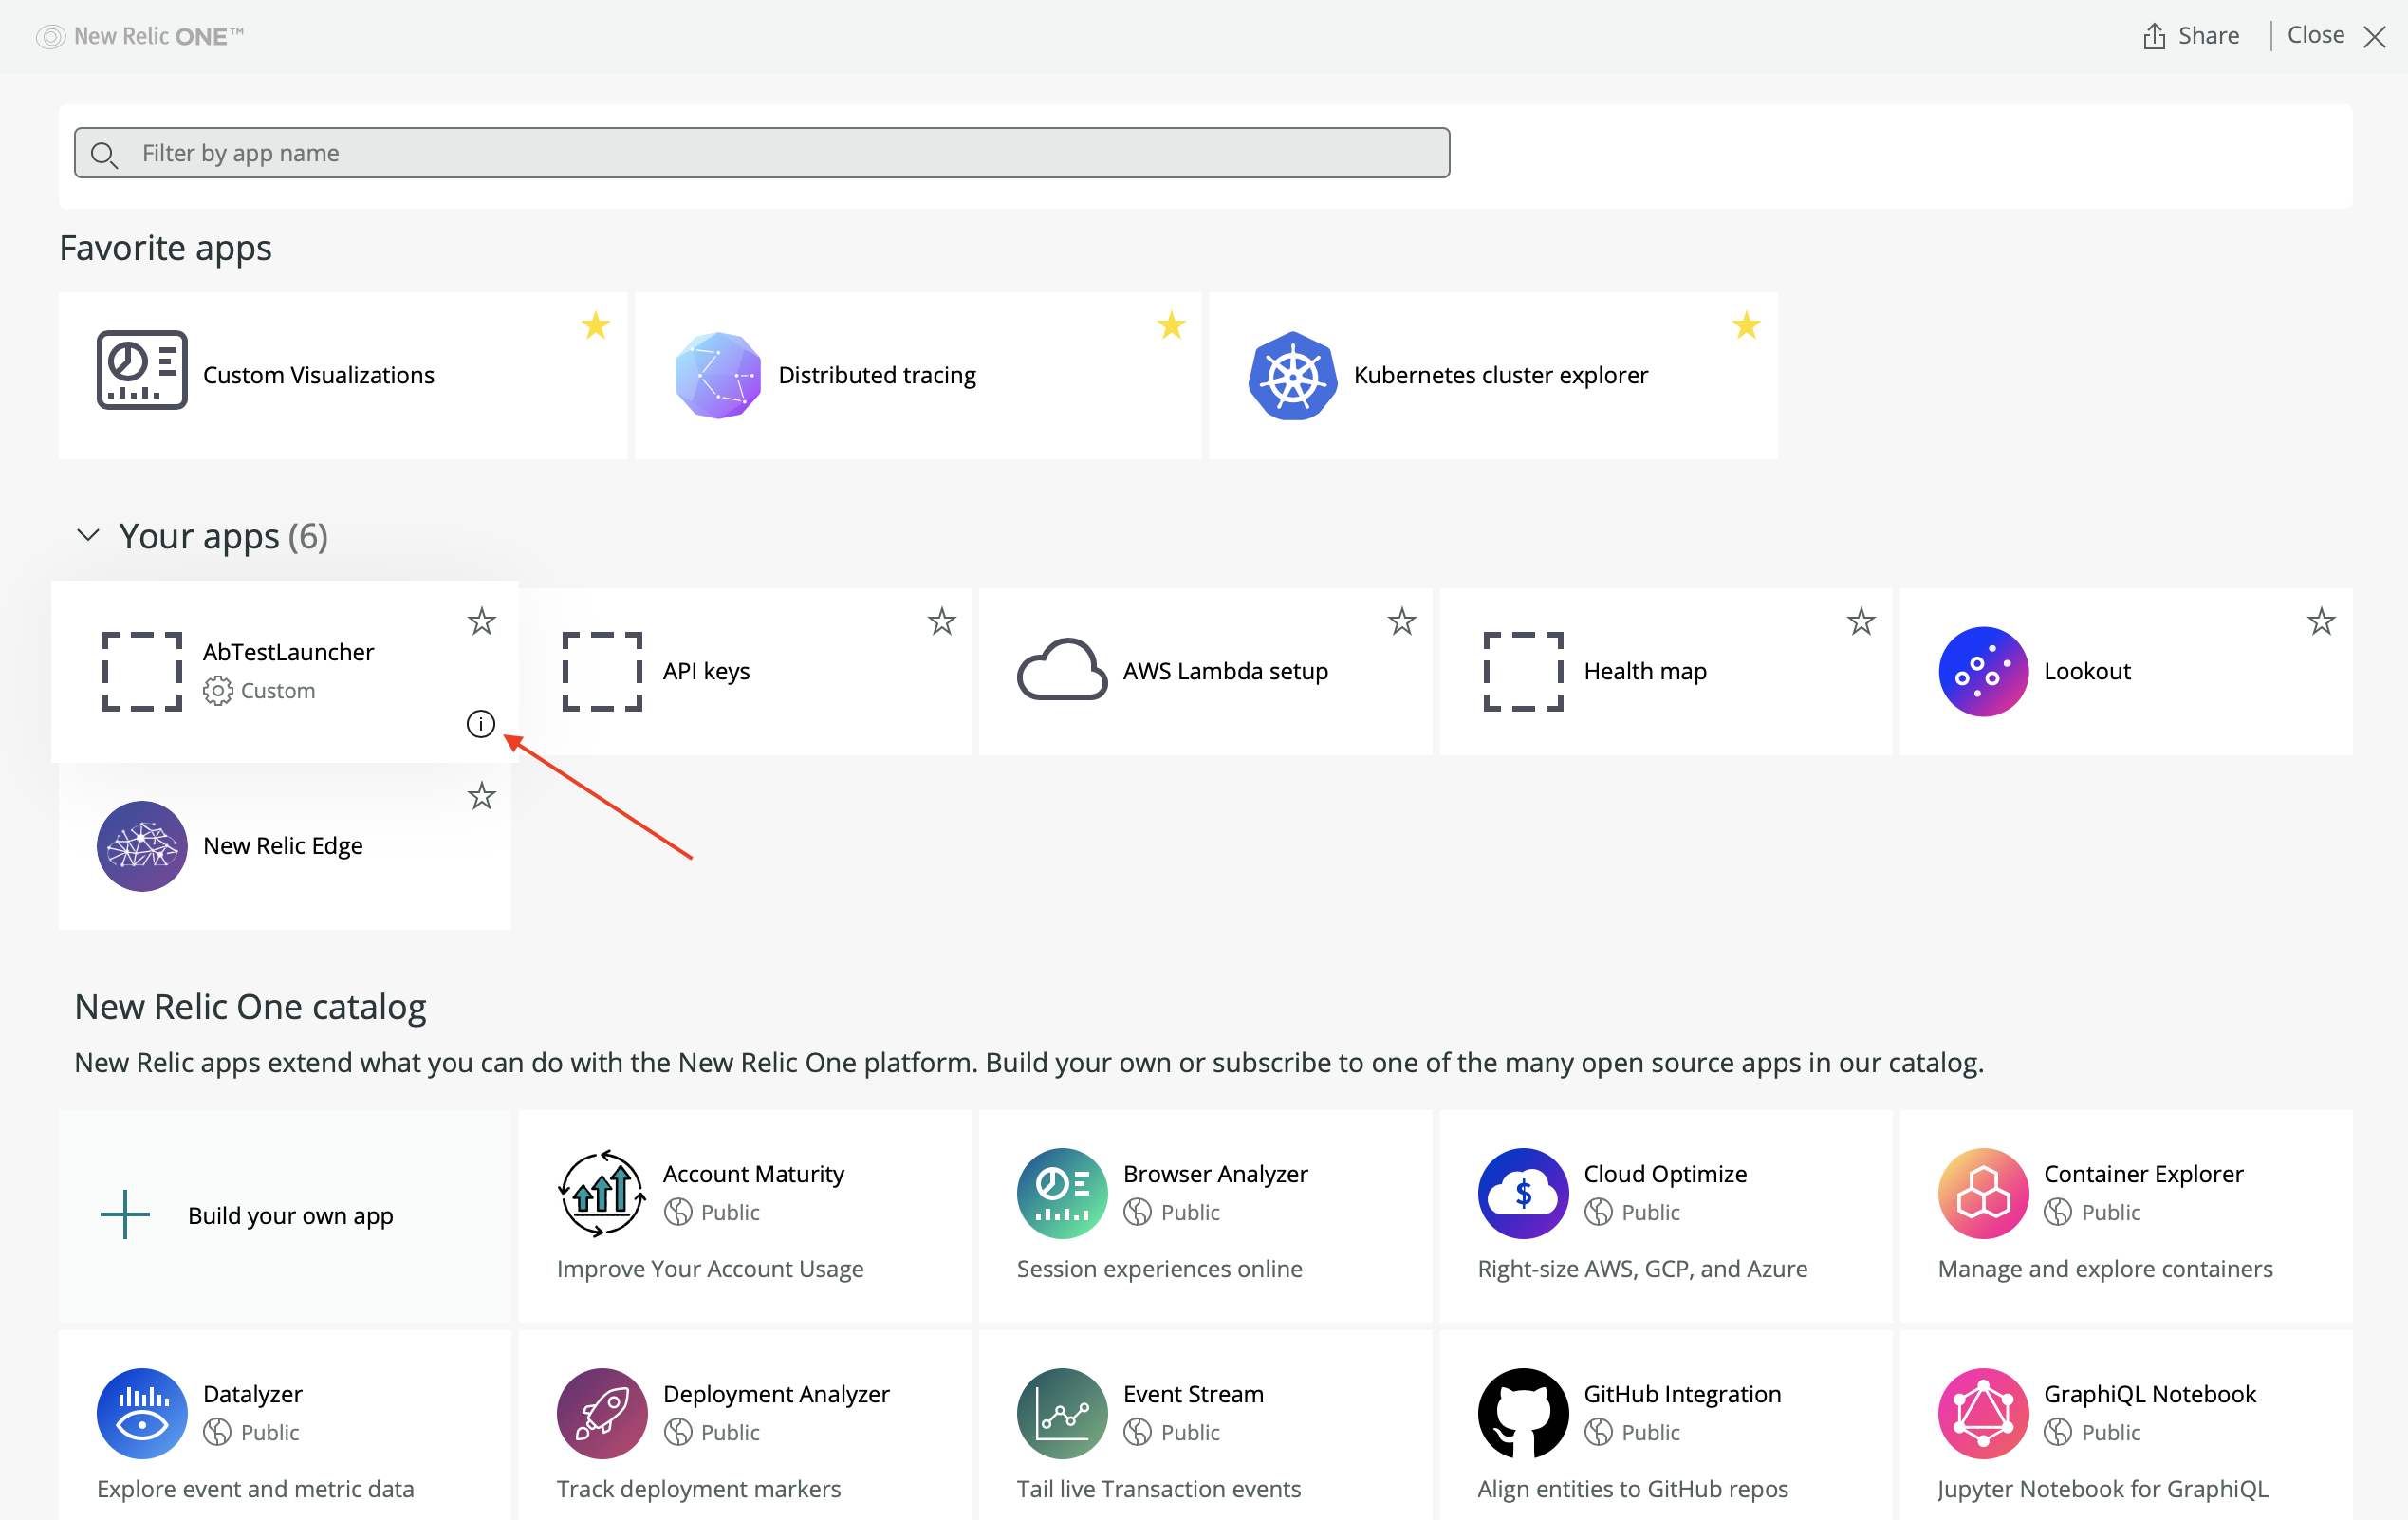 New Relic ONE™
Share
Close
Filter by app name
Favorite apps
Custom Visualizations
Distributed tracing
Kubernetes cluster explorer
Your apps (6)
AbTestLauncher
Custom
API keys
AWS Lambda setup
Health map
Lookout
New Relic Edge
New Relic One catalog
New Relic apps extend what you can do with the New Relic One platform. Build your own or subscribe to one of the many open source apps in our catalog.
Build your own app
Account Maturity
Public
Improve Your Account Usage
Browser Analyzer
Public
Session experiences online
Cloud Optimize
Public
Right-size AWS, GCP, and Azure
Container Explorer
Public
Manage and explore containers
Datalyzer
Public
Explore event and metric data
Deployment Analyzer
Public
Track deployment markers
Event Stream
Public
Tail live Transaction events
GitHub Integration
Public
Align entities to GitHub repos
GraphiQL Notebook
Public
Jupyter Notebook for GraphiQL